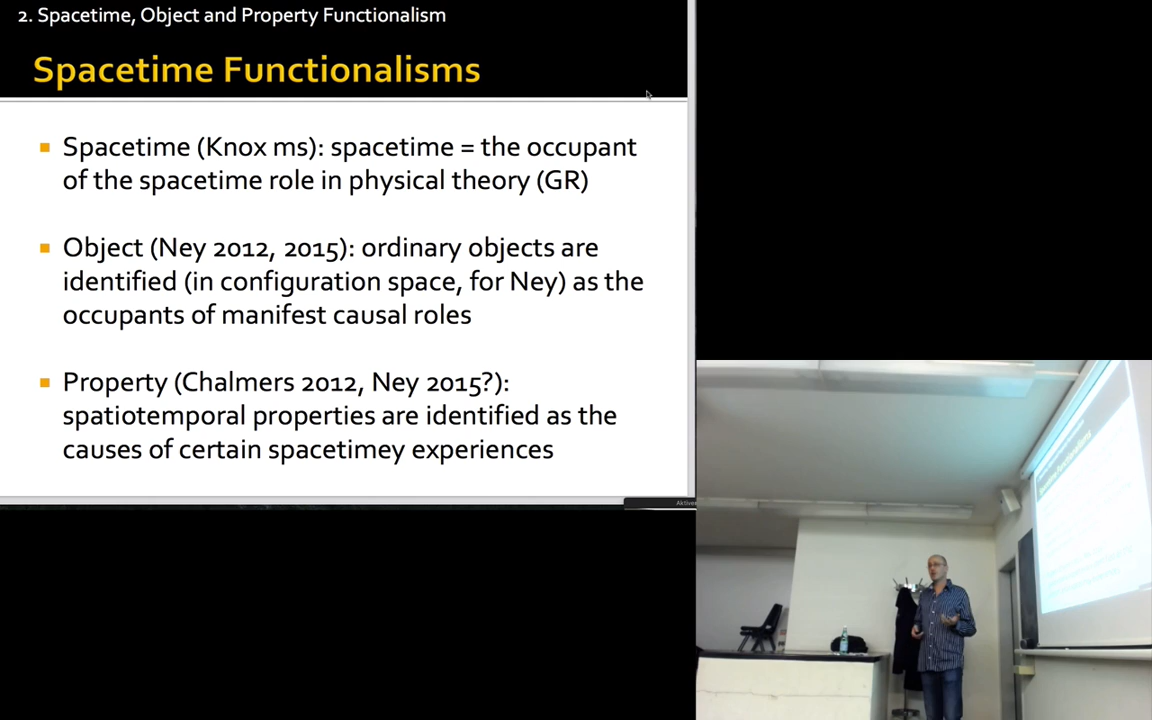 2. Spacetime, Object and Property Functionalism
Spacetime Functionalisms
Spacetime (Knox ms): spacetime = the occupant
of the spacetime role in physical theory (GR)
Object (Ney 2012, 2015): ordinary objects are
identified (in configuration space, for Ney) as the
occupants of manifest causal roles
Property (Chalmers 2012, Ney 2015?):
spatiotemporal properties are identified as the
causes of certain spacetimey experiences